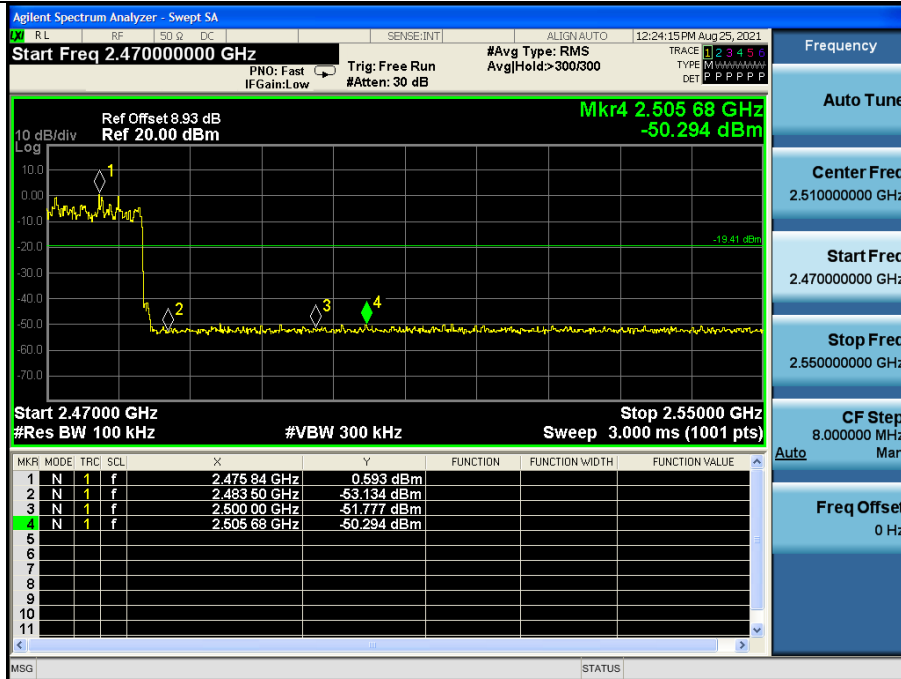 Agilent Spectrum Analyzer - Swept SA
LXI RL RF 50 Ω DC SENSE:INT ALIGN AUTO 12:24:15 PM Aug 25, 2021
Start Freq 2.470000000 GHz
PNO: Fast
IFGain:Low
Trig: Free Run
#Atten: 30 dB
#Avg Type: RMS
Avg|Hold:>300/300
TRACE 1 2 3 4 5 6
TYPE M WWWWW
DET P P P P P P
Mkr4 2.505 68 GHz
-50.294 dBm
Ref Offset 8.93 dB
10 dB/div Ref 20.00 dBm
Log
10.0
0.00
-10.0
-20.0
-30.0
-40.0
-50.0
-60.0
-70.0
1
2
3
4
-19.41 dBm
Start 2.47000 GHz Stop 2.55000 GHz
#Res BW 100 kHz #VBW 300 kHz Sweep 3.000 ms (1001 pts)
MKR MODE TRC SCL X Y FUNCTION FUNCTION WIDTH FUNCTION VALUE
1 N 1 f 2.475 84 GHz 0.593 dBm
2 N 1 f 2.483 50 GHz -53.134 dBm
3 N 1 f 2.500 00 GHz -51.777 dBm
4 N 1 f 2.505 68 GHz -50.294 dBm
5
6
7
8
9
10
11
MSG STATUS
Frequency
Auto Tune
Center Freq
2.510000000 GHz
Start Freq
2.470000000 GHz
Stop Freq
2.550000000 GHz
CF Step
8.000000 MHz
Auto Man
Freq Offset
0 Hz